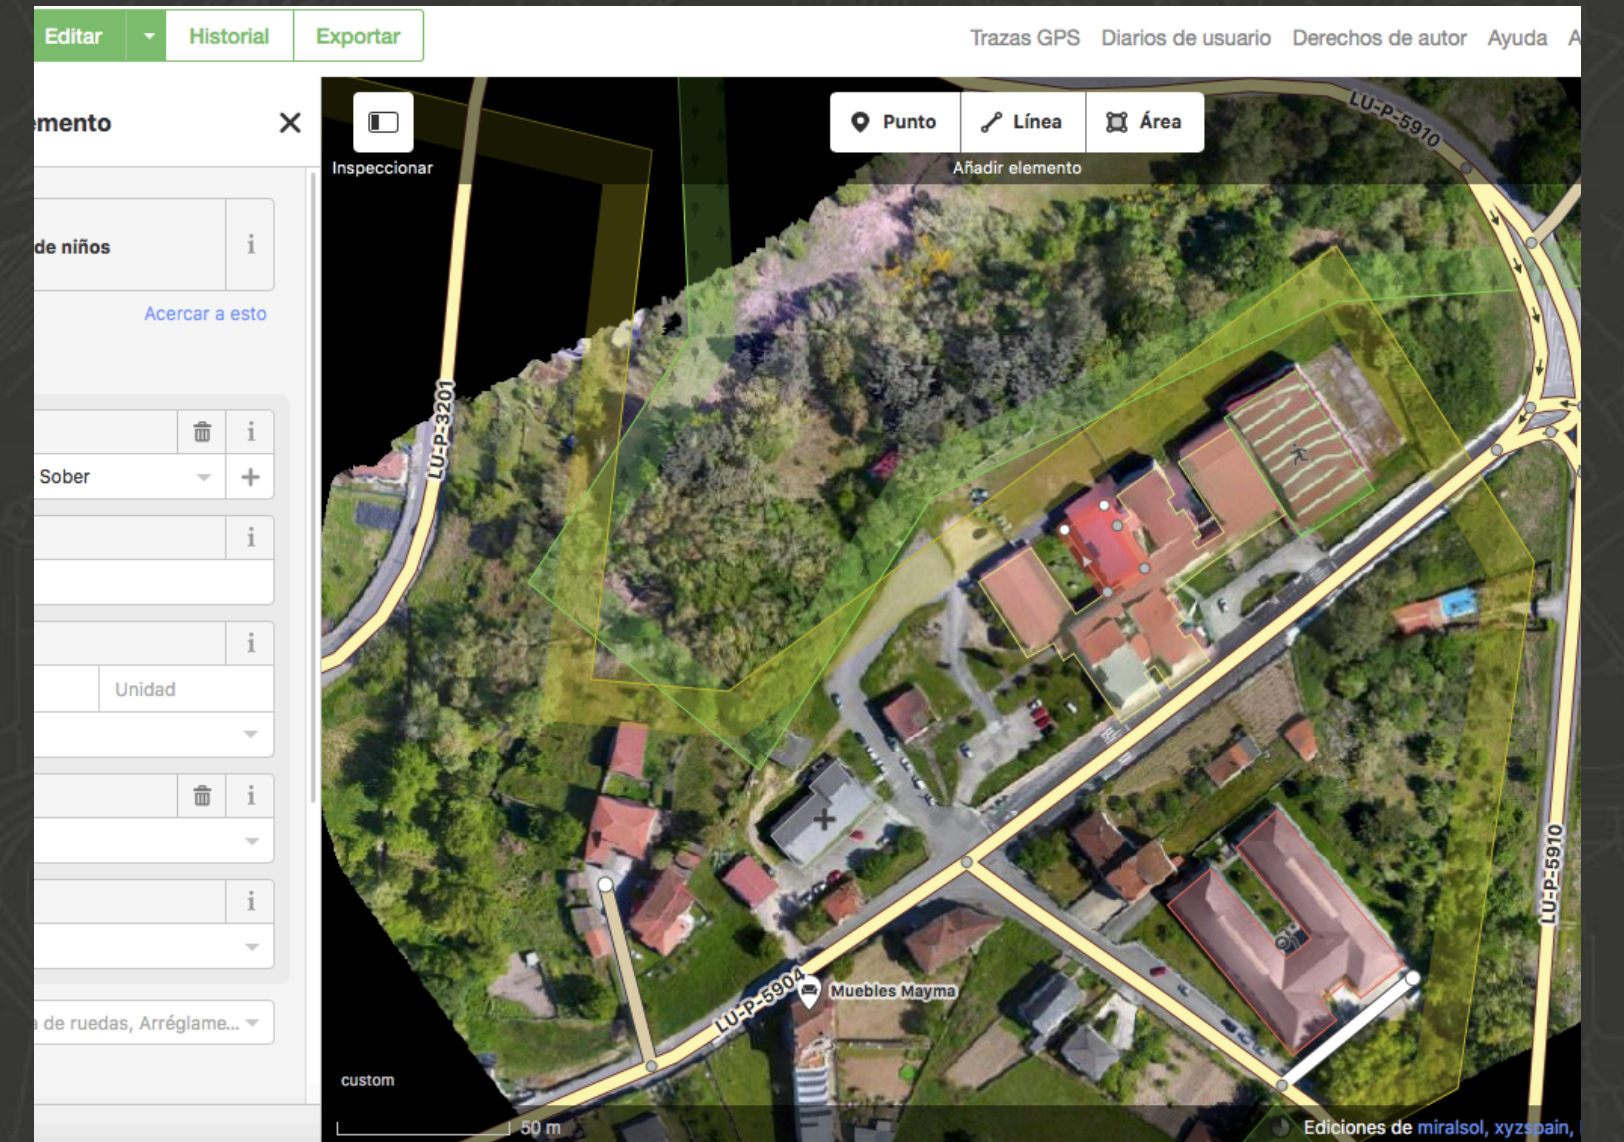 Editar
Historial
Exportar
Trazas GPS
Diarios de usuario
Derechos de autor
Ayuda
A
emento
Inspeccionar
Punto
Línea
Área
Añadir elemento
de niños
i
Acercar a esto
i
Sober
i
i
Unidad
i
i
a de ruedas, Arréglame...
LU-P-5910
LU-P-3201
LU-P-5910
LU-P-5904
Muebles Mayma
custom
50 m
Ediciones de miralsol, xyzspain,